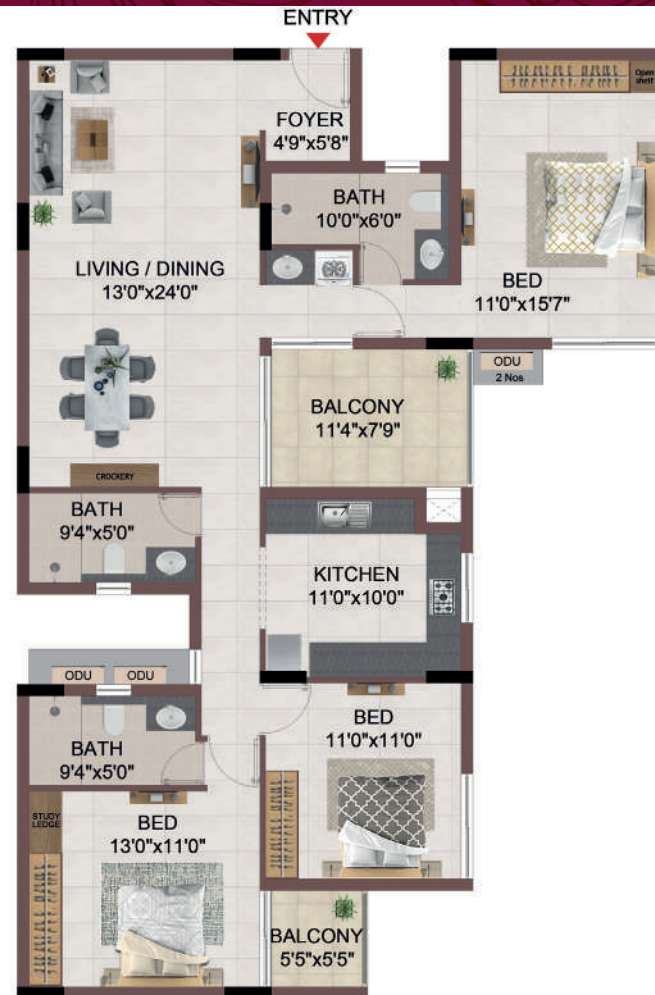 ENTRY
FOYER
4'9"x5'8"
Open
shelf
BATH
10'0"x6'0"
LIVING / DINING
13'0"x24'0"
BED
11'0"x15'7"
ODU
2 Nos
BALCONY
11'4"x7'9"
CROCKERY
BATH
9'4"x5'0"
KITCHEN
11'0"x10'0"
ODU
ODU
BATH
9'4"x5'0"
BED
11'0"x11'0"
STUDY
LEDGE
BED
13'0"x11'0"
BALCONY
5'5"x5'5"